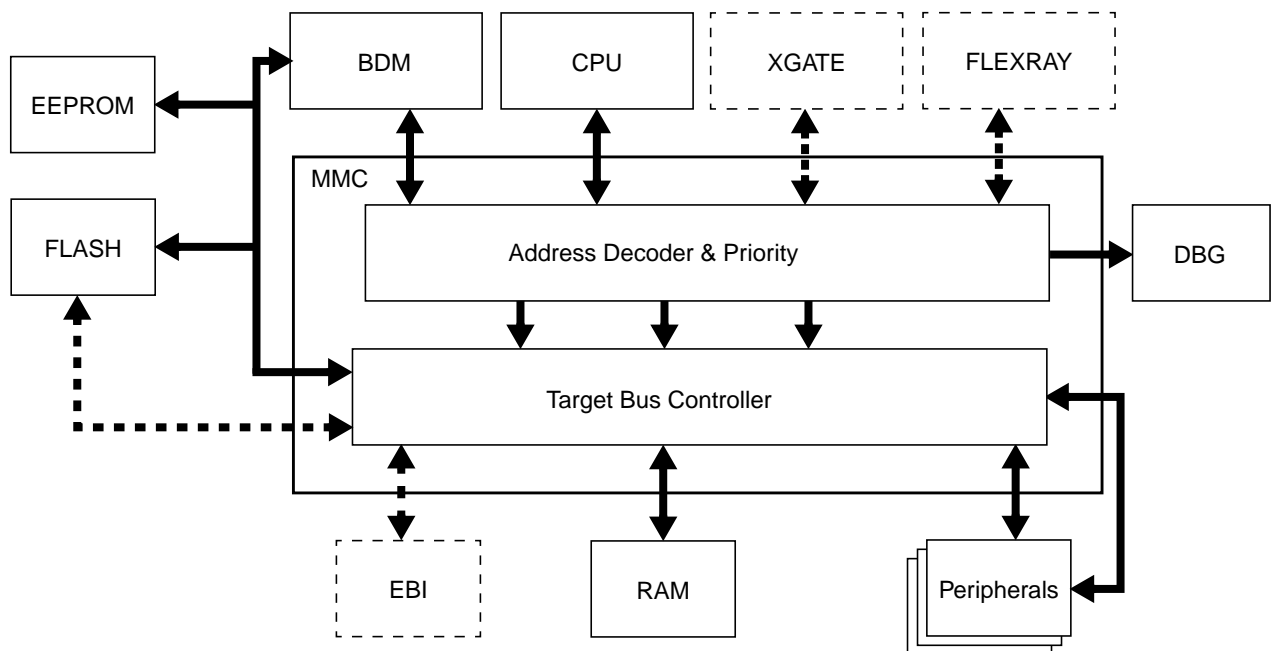 BDM
CPU
XGATE
FLEXRAY
EEPROM
MMC
FLASH
Address Decoder & Priority
DBG
Target Bus Controller
EBI
RAM
Peripherals